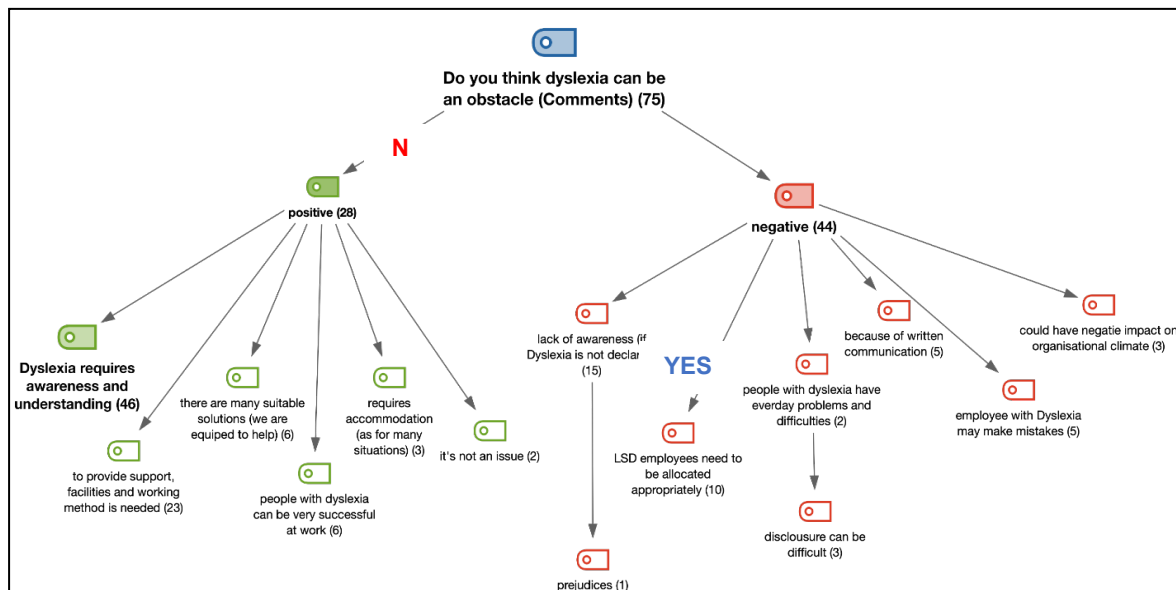 Do you think dyslexia can be
an obstacle (Comments) (75)
N
positive (28)
negative (44)
Dyslexia requires
awareness and
understanding (46)
to provide support,
facilities and working
method is needed (23)
there are many suitable
solutions (we are
equiped to help) (6)
people with dyslexia
can be very successful
at work (6)
requires
accommodation
(as for many
situations) (3)
it's not an issue (2)
lack of awareness (if
Dyslexia is not declar
(15)
prejudices (1)
YES
LSD employees need to
be allocated
appropriately (10)
people with dyslexia have
everday problems and
difficulties (2)
disclousure can be
difficult (3)
because of written
communication (5)
employee with Dyslexia
may make mistakes (5)
could have negatie impact on
organisational climate (3)